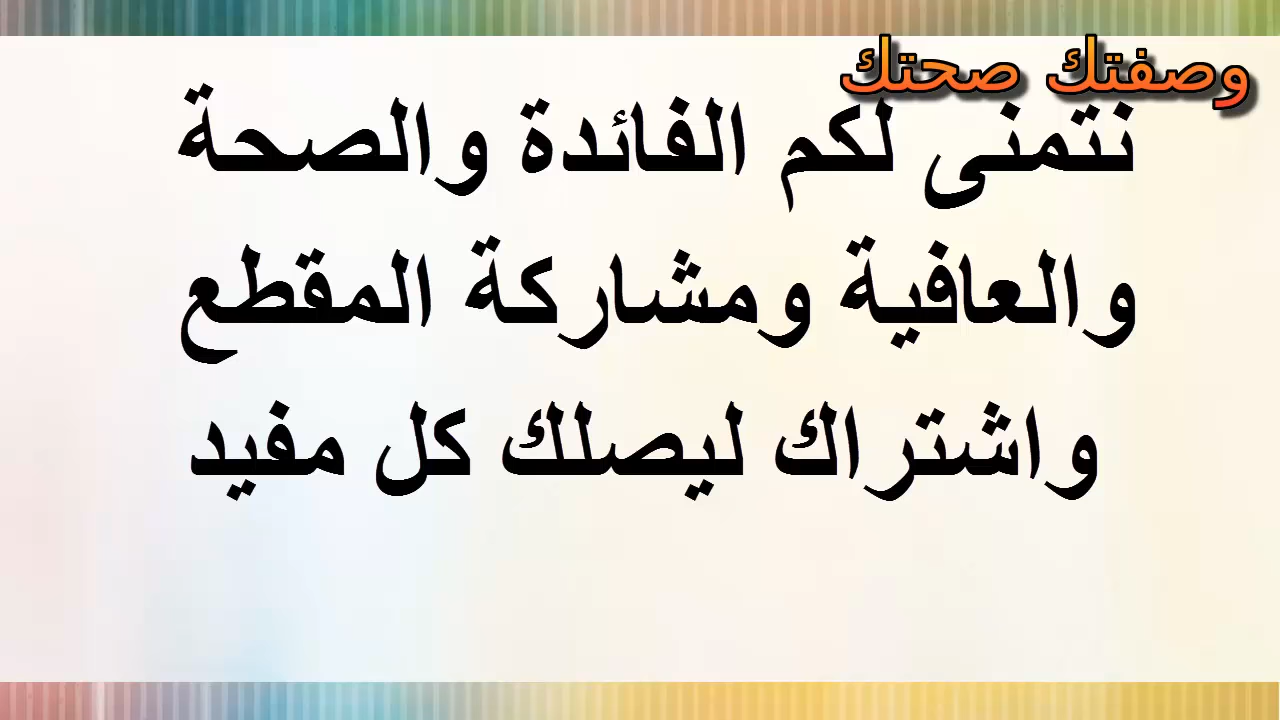 وصفتك صحتك
نتمنى لكم الفائدة والصحة
والعافية ومشاركة المقطع
واشتراك ليصلك كل مفيد